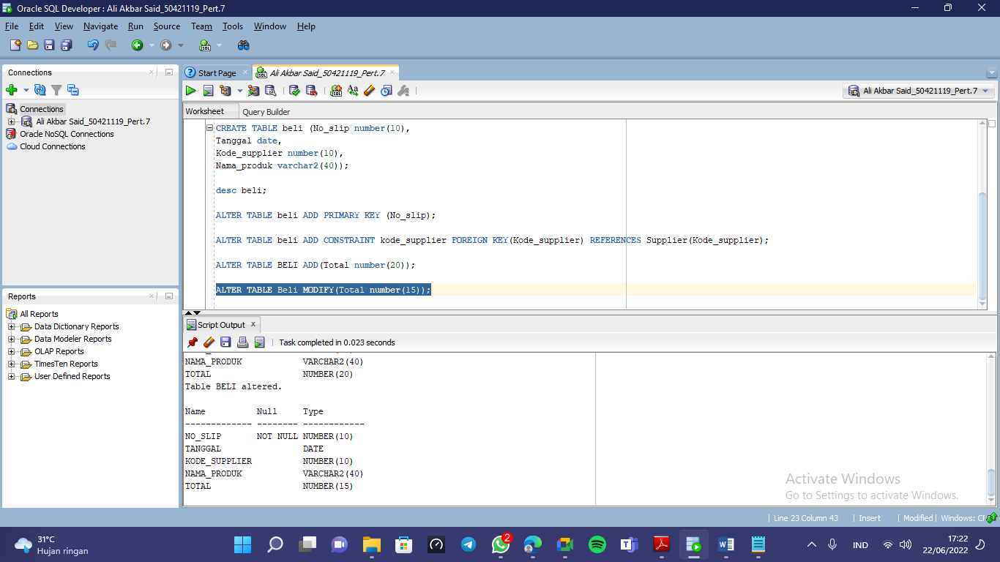 Oracle SQL Developer : Ali Akbar Said_50421119_Pert.7
File Edit View Navigate Run Source Team Tools Window Help
Connections
Connections
Ali Akbar Said_50421119_Pert.7
Oracle NoSQL Connections
Cloud Connections
Reports
All Reports
Data Dictionary Reports
Data Modeler Reports
OLAP Reports
TimesTen Reports
User Defined Reports
Start Page
Ali Akbar Said_50421119_Pert.7
Ali Akbar Said_50421119_Pert.7
Worksheet Query Builder
CREATE TABLE beli (No_slip number(10),
Tanggal date,
Kode_supplier number(10),
Nama_produk varchar2(40));
desc beli;
ALTER TABLE beli ADD PRIMARY KEY (No_slip);
ALTER TABLE beli ADD CONSTRAINT kode_supplier FOREIGN KEY(Kode_supplier) REFERENCES Supplier(Kode_supplier);
ALTER TABLE BELI ADD(Total number(20));
ALTER TABLE Beli MODIFY(Total number(15));
Script Output
Task completed in 0.023 seconds
NAMA_PRODUK VARCHAR2(40)
TOTAL NUMBER(20)
Table BELI altered.
Name Null Type
------------- -------- ------------
NO_SLIP NOT NULL NUMBER(10)
TANGGAL DATE
KODE_SUPPLIER NUMBER(10)
NAMA_PRODUK VARCHAR2(40)
TOTAL NUMBER(15)
Activate Windows
Go to Settings to activate Windows.
Line 23 Column 43 | Insert | Modified | Windows:
31°C
Hujan ringan
2
IND
17:22
22/06/2022